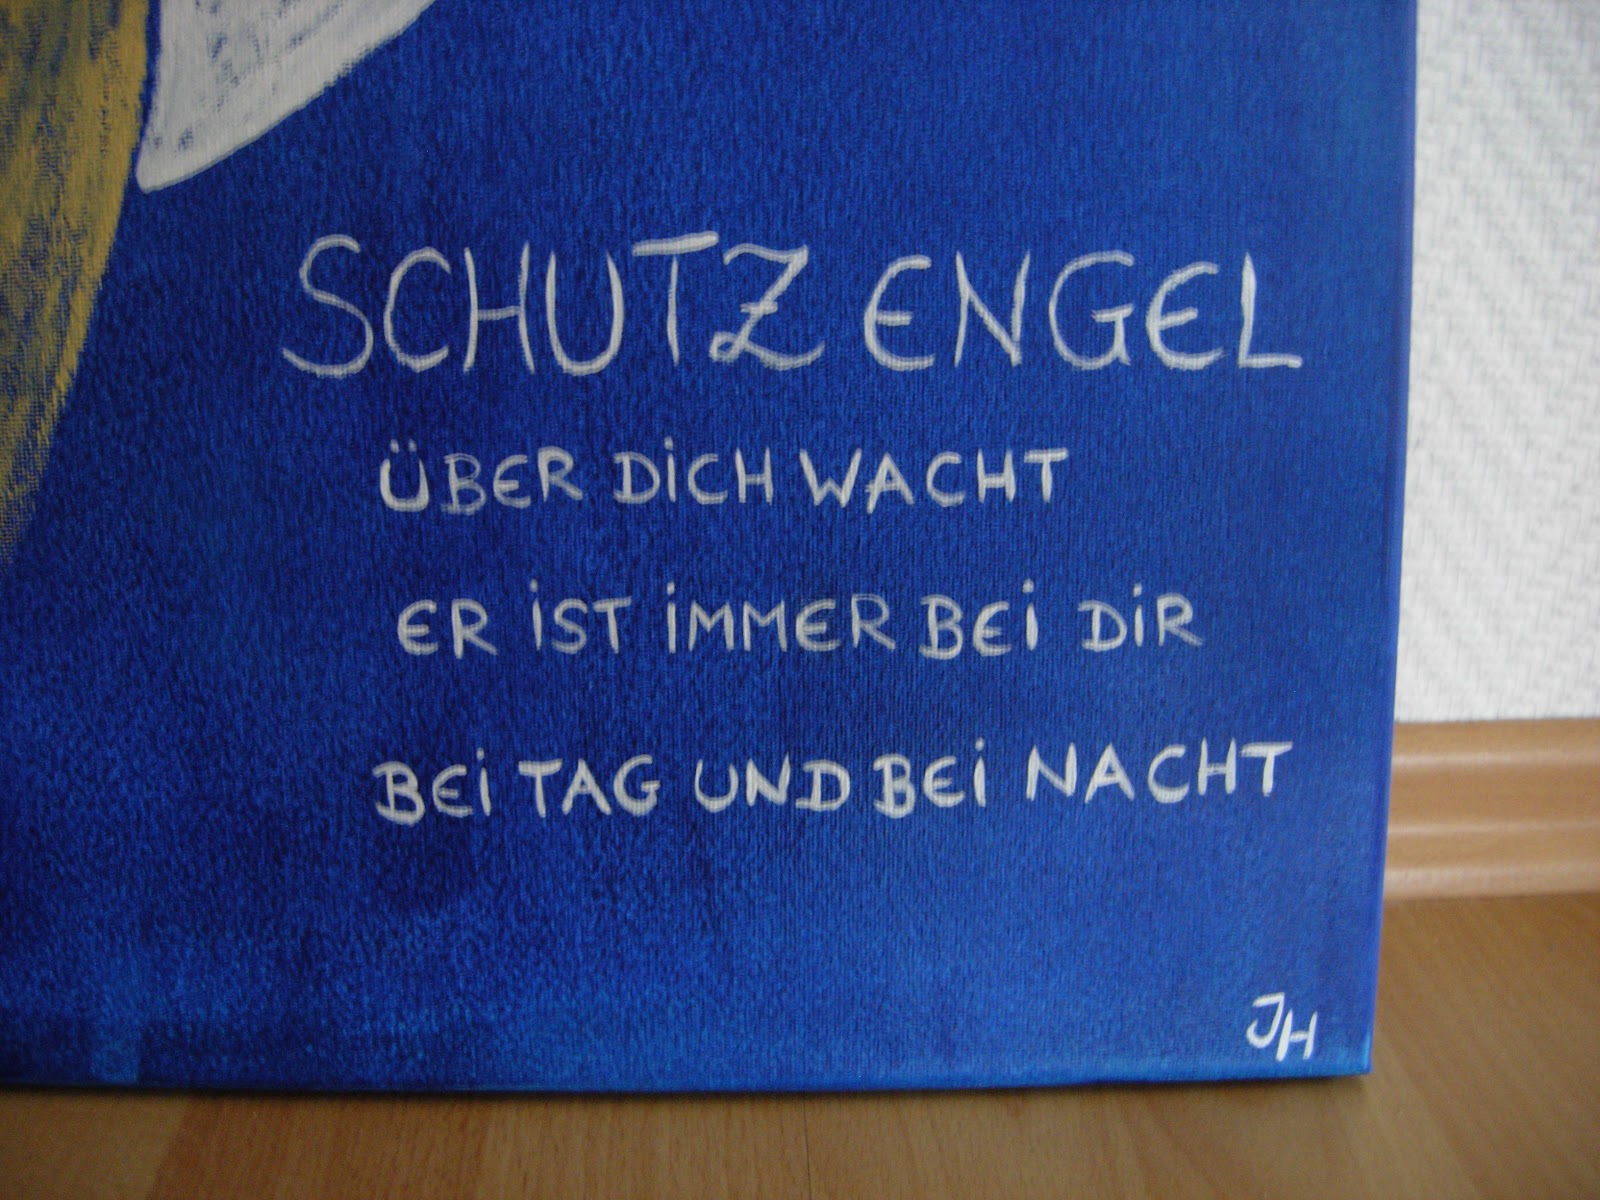 SCHUTZ ENGEL
ÜBER DICH WACHT
ER IST IMMER BEI DIR
BEI TAG UND BEI NACHT
JH